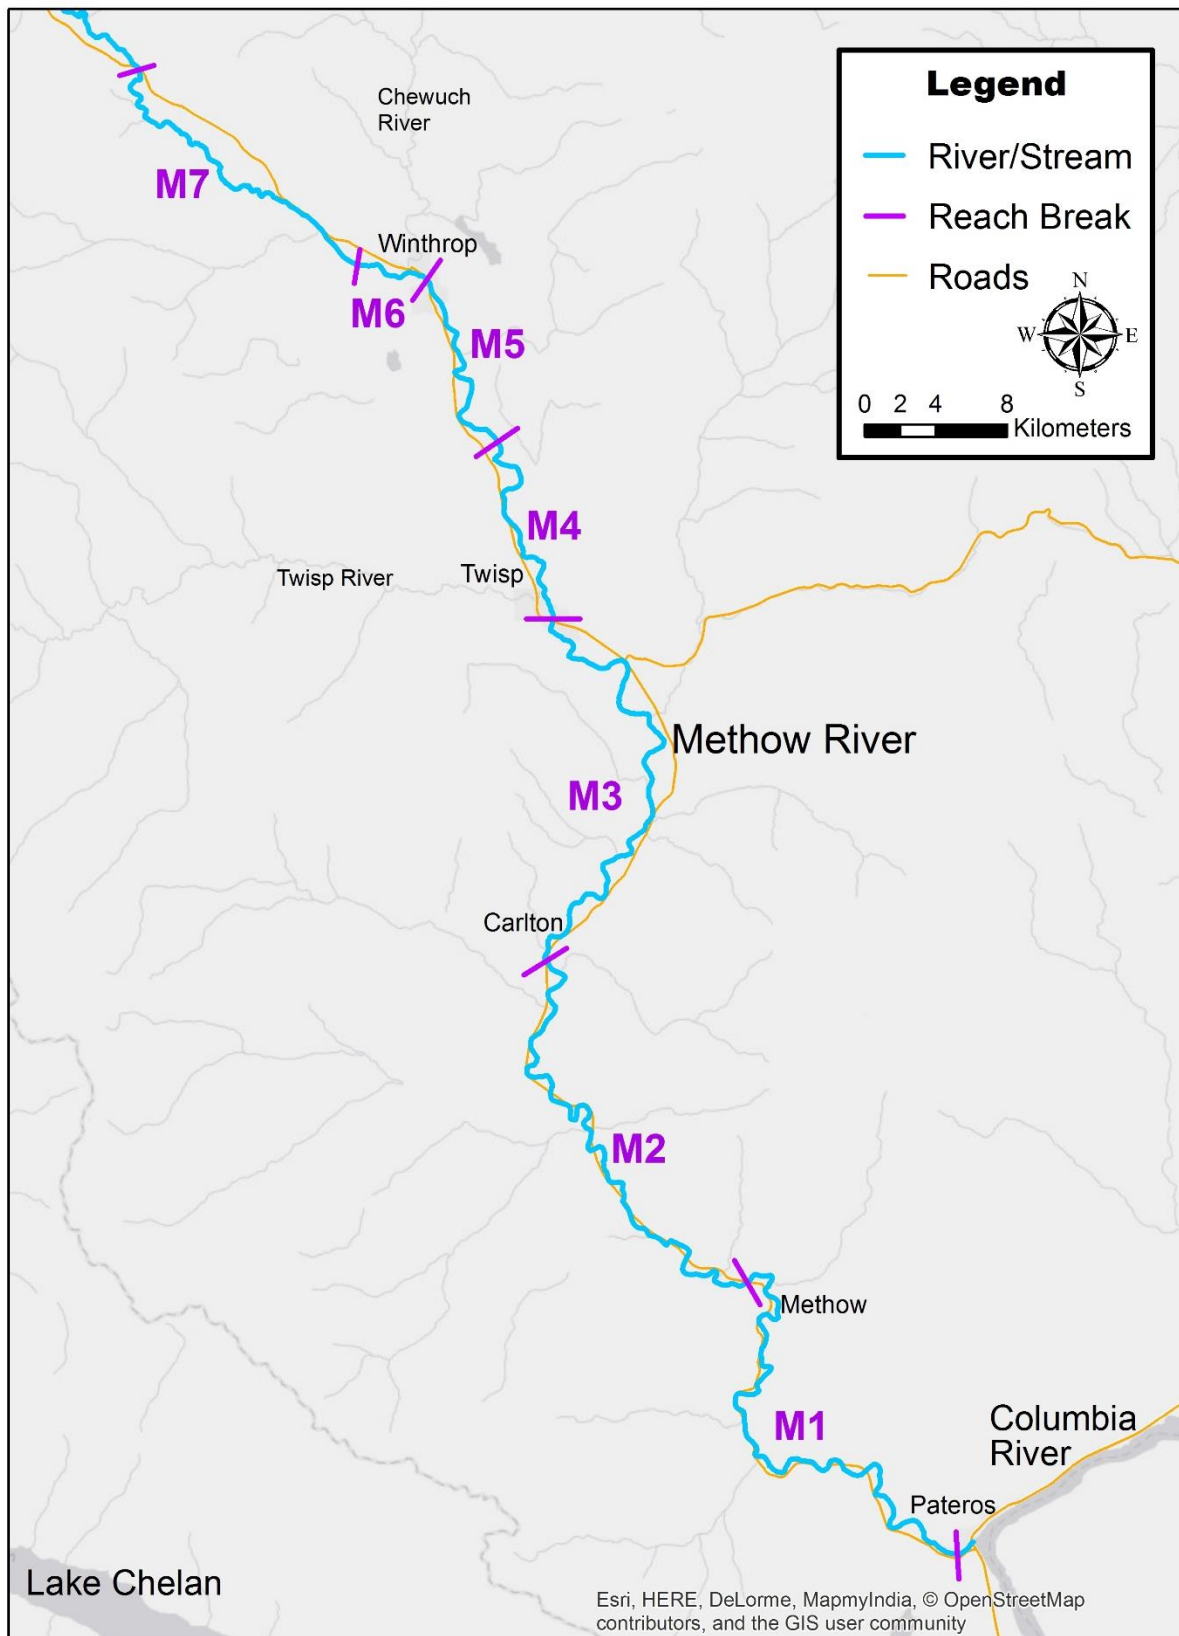 Legend
River/Stream
Reach Break
Roads
N
W
E
S
0 2 4 8
Kilometers
Chewuch
River
M7
Winthrop
M6
M5
M4
Twisp River
Twisp
Methow River
M3
Carlton
M2
Methow
M1
Columbia
River
Pateros
Lake Chelan
Esri, HERE, DeLorme, MapmyIndia, © OpenStreetMap
contributors, and the GIS user community